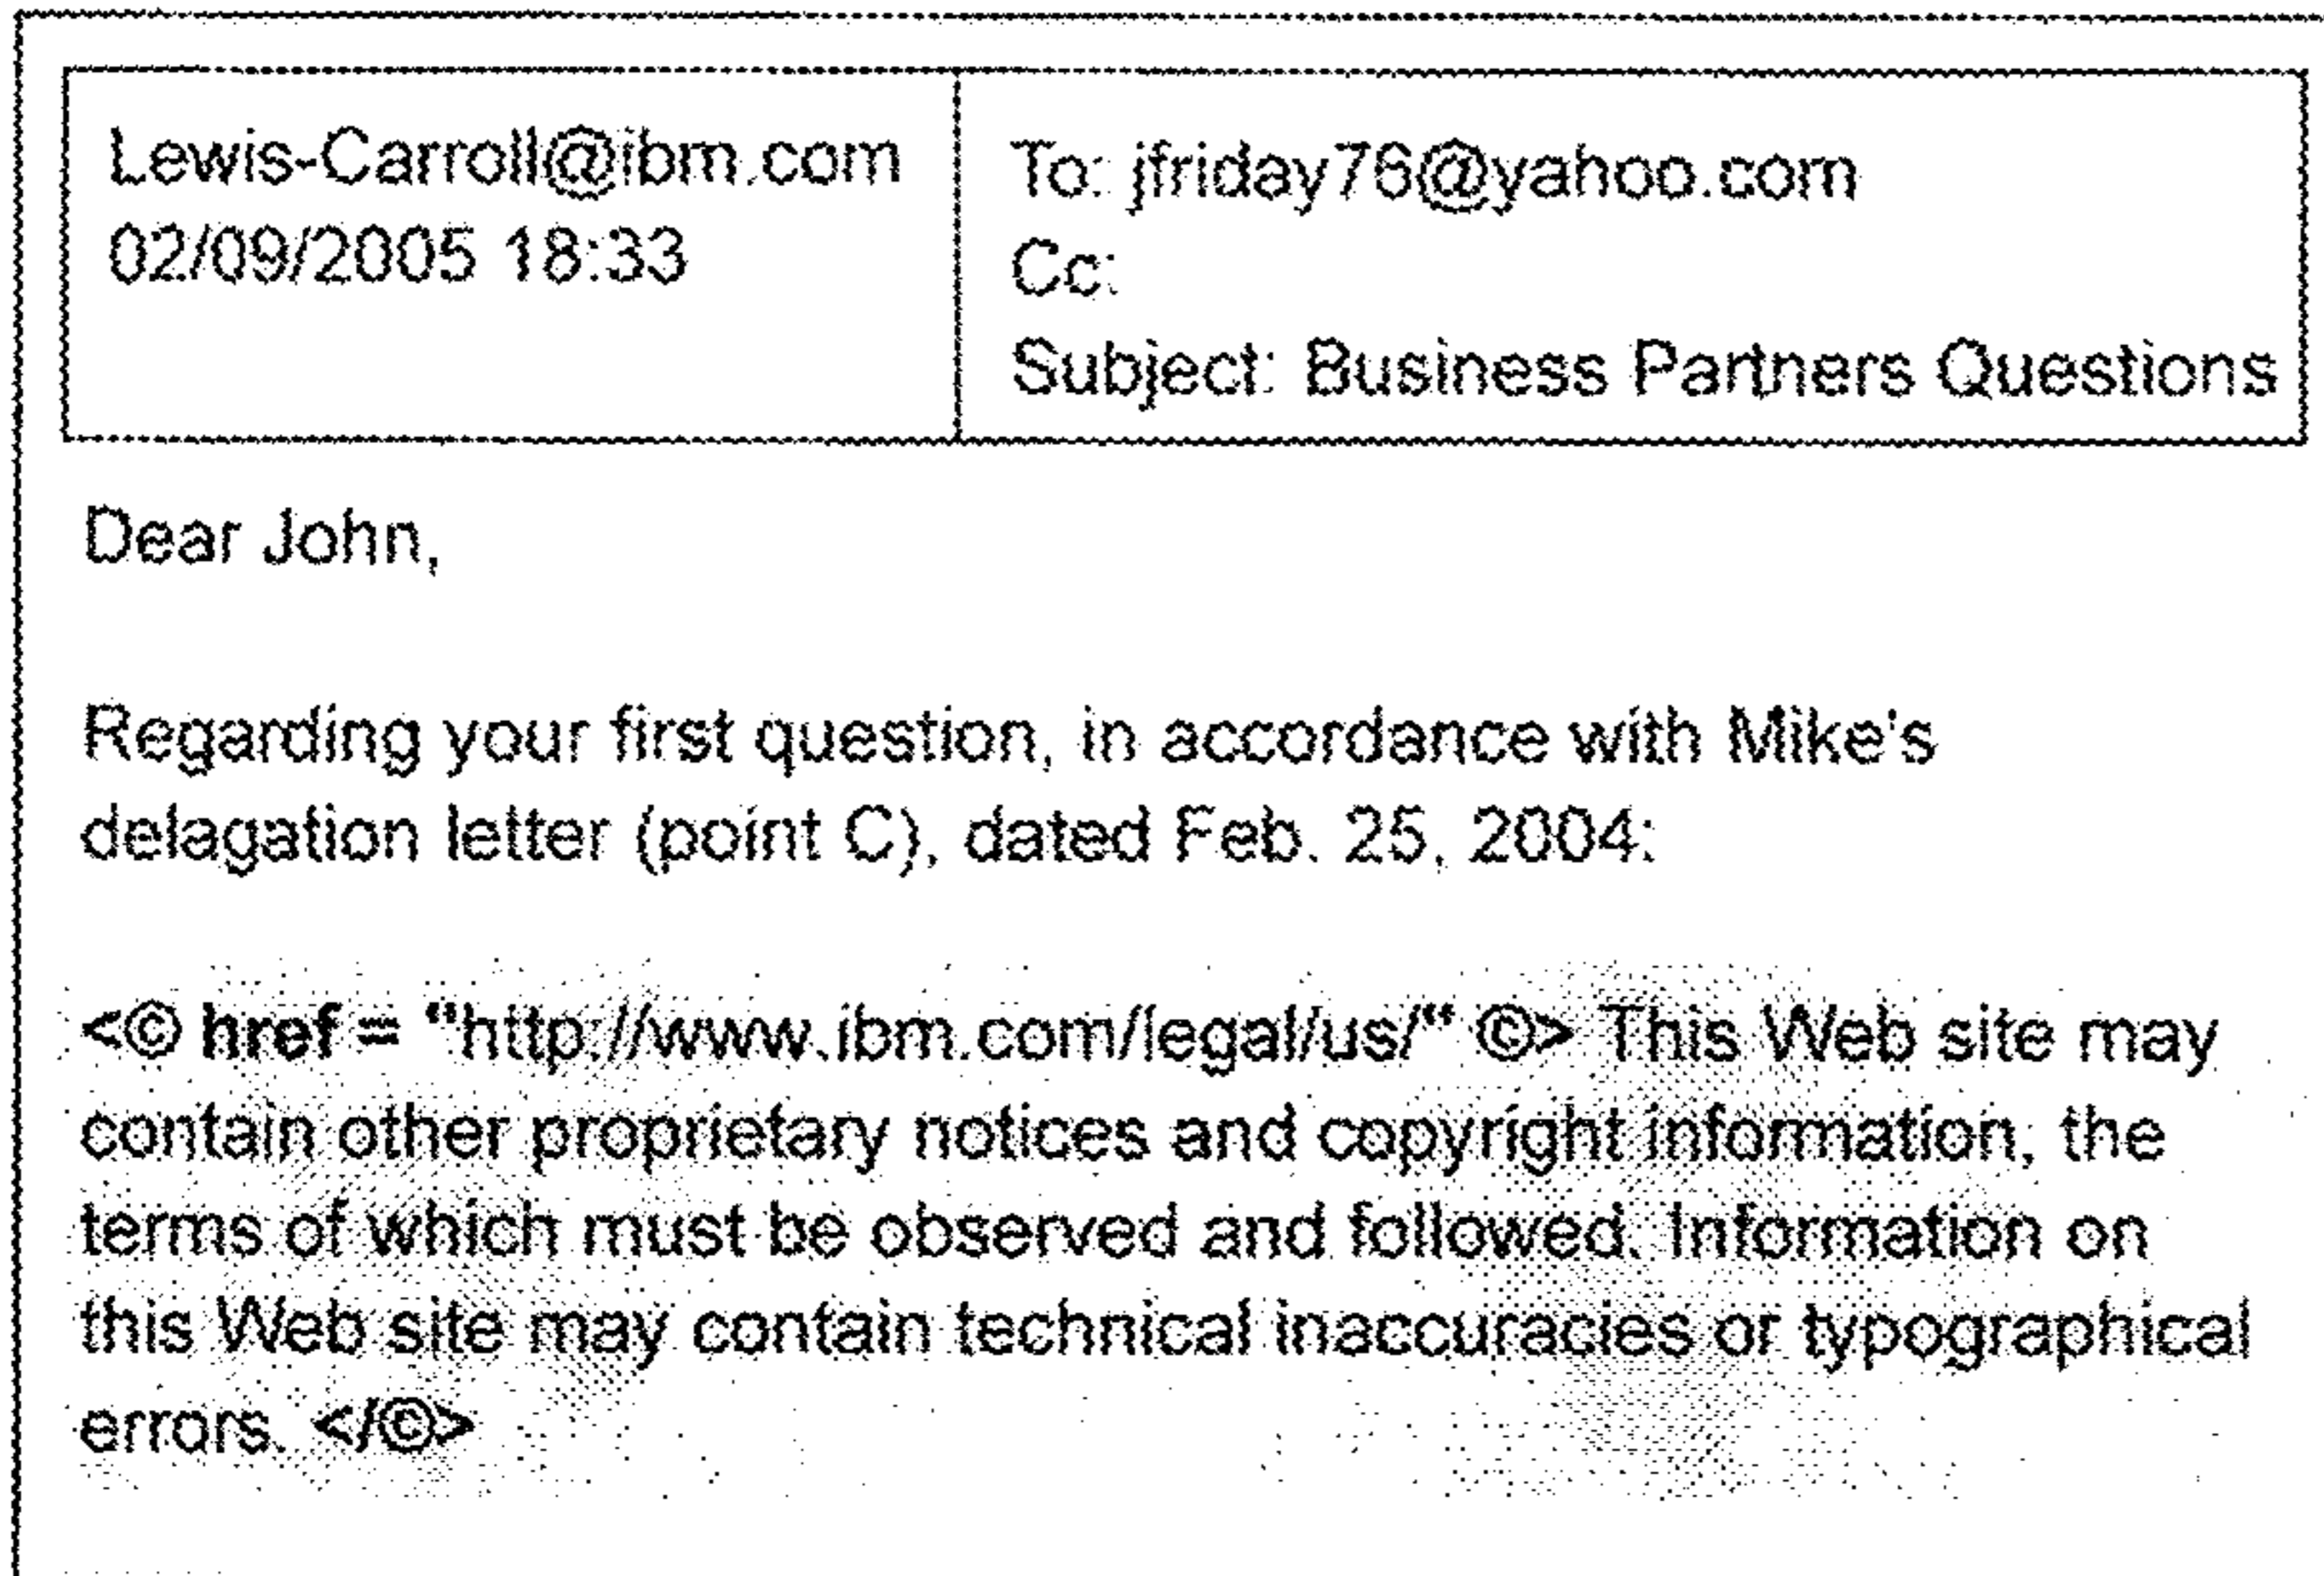 Lewis-Carroll@ibm.com
02/09/2005 18:33
To: jfriday76@yahoo.com
Cc:
Subject: Business Partners Questions
Dear John,
Regarding your first question, in accordance with Mike's
delagation letter (point C), dated Feb. 25, 2004:
<© href = "http://www.ibm.com/legal/us/“ ©> This Web site may
contain other proprietary notices and copyright information, the
terms of which must be observed and followed. Information on
this Web site may contain technical inaccuracies or typographical
errors. </©>